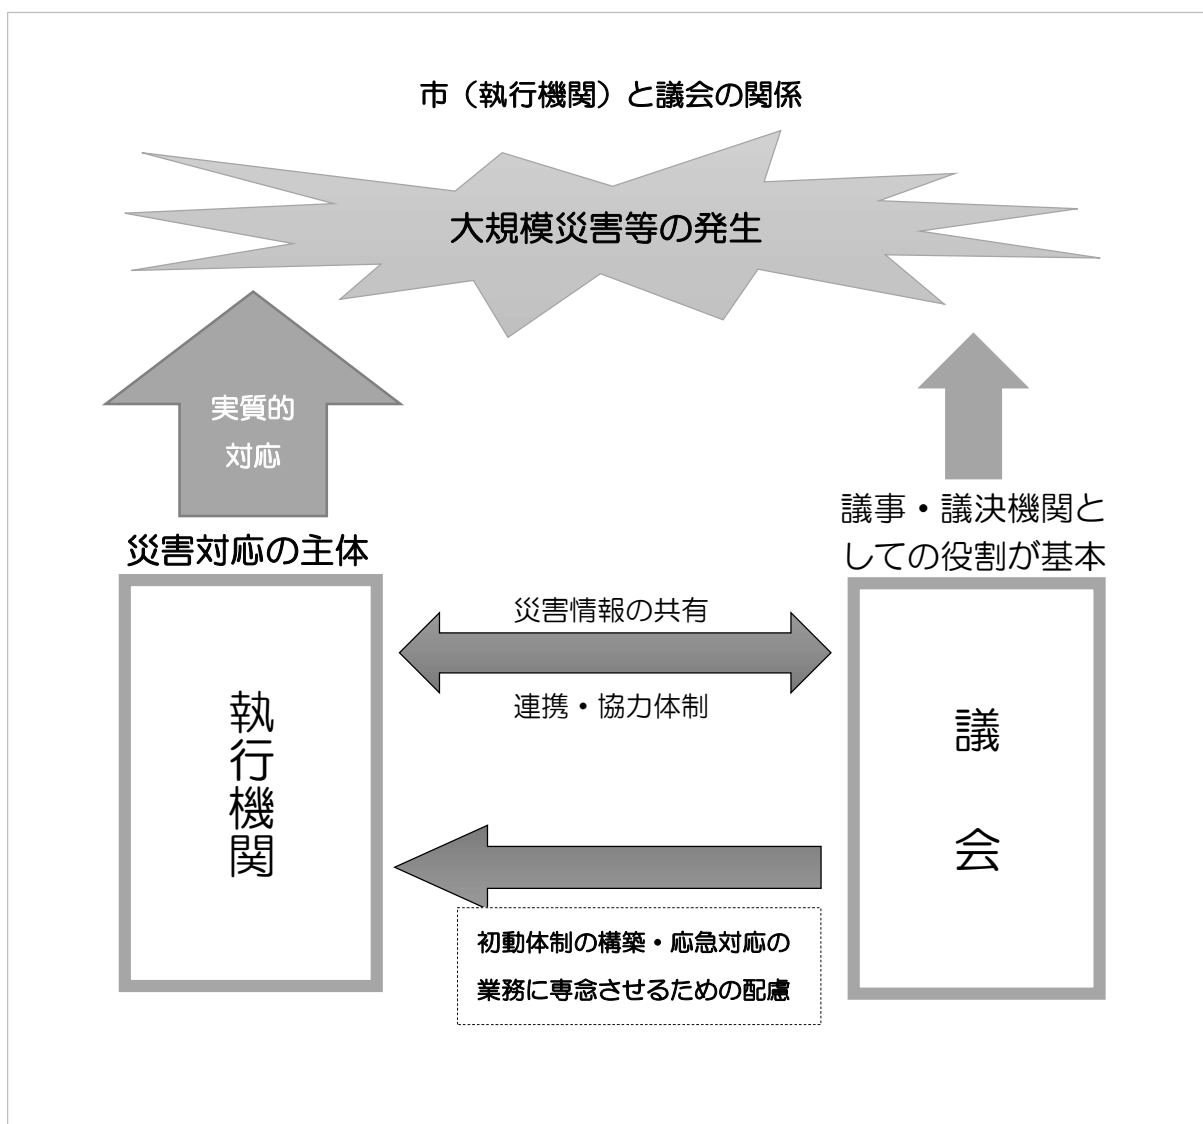 市（執行機関）と議会の関係
大規模災害等の発生
実質的
対応
災害対応の主体
議事・議決機関と
しての役割が基本
災害情報の共有
連携・協力体制
執行機関
議会
初動体制の構築・応急対応の
業務に専念させるための配慮